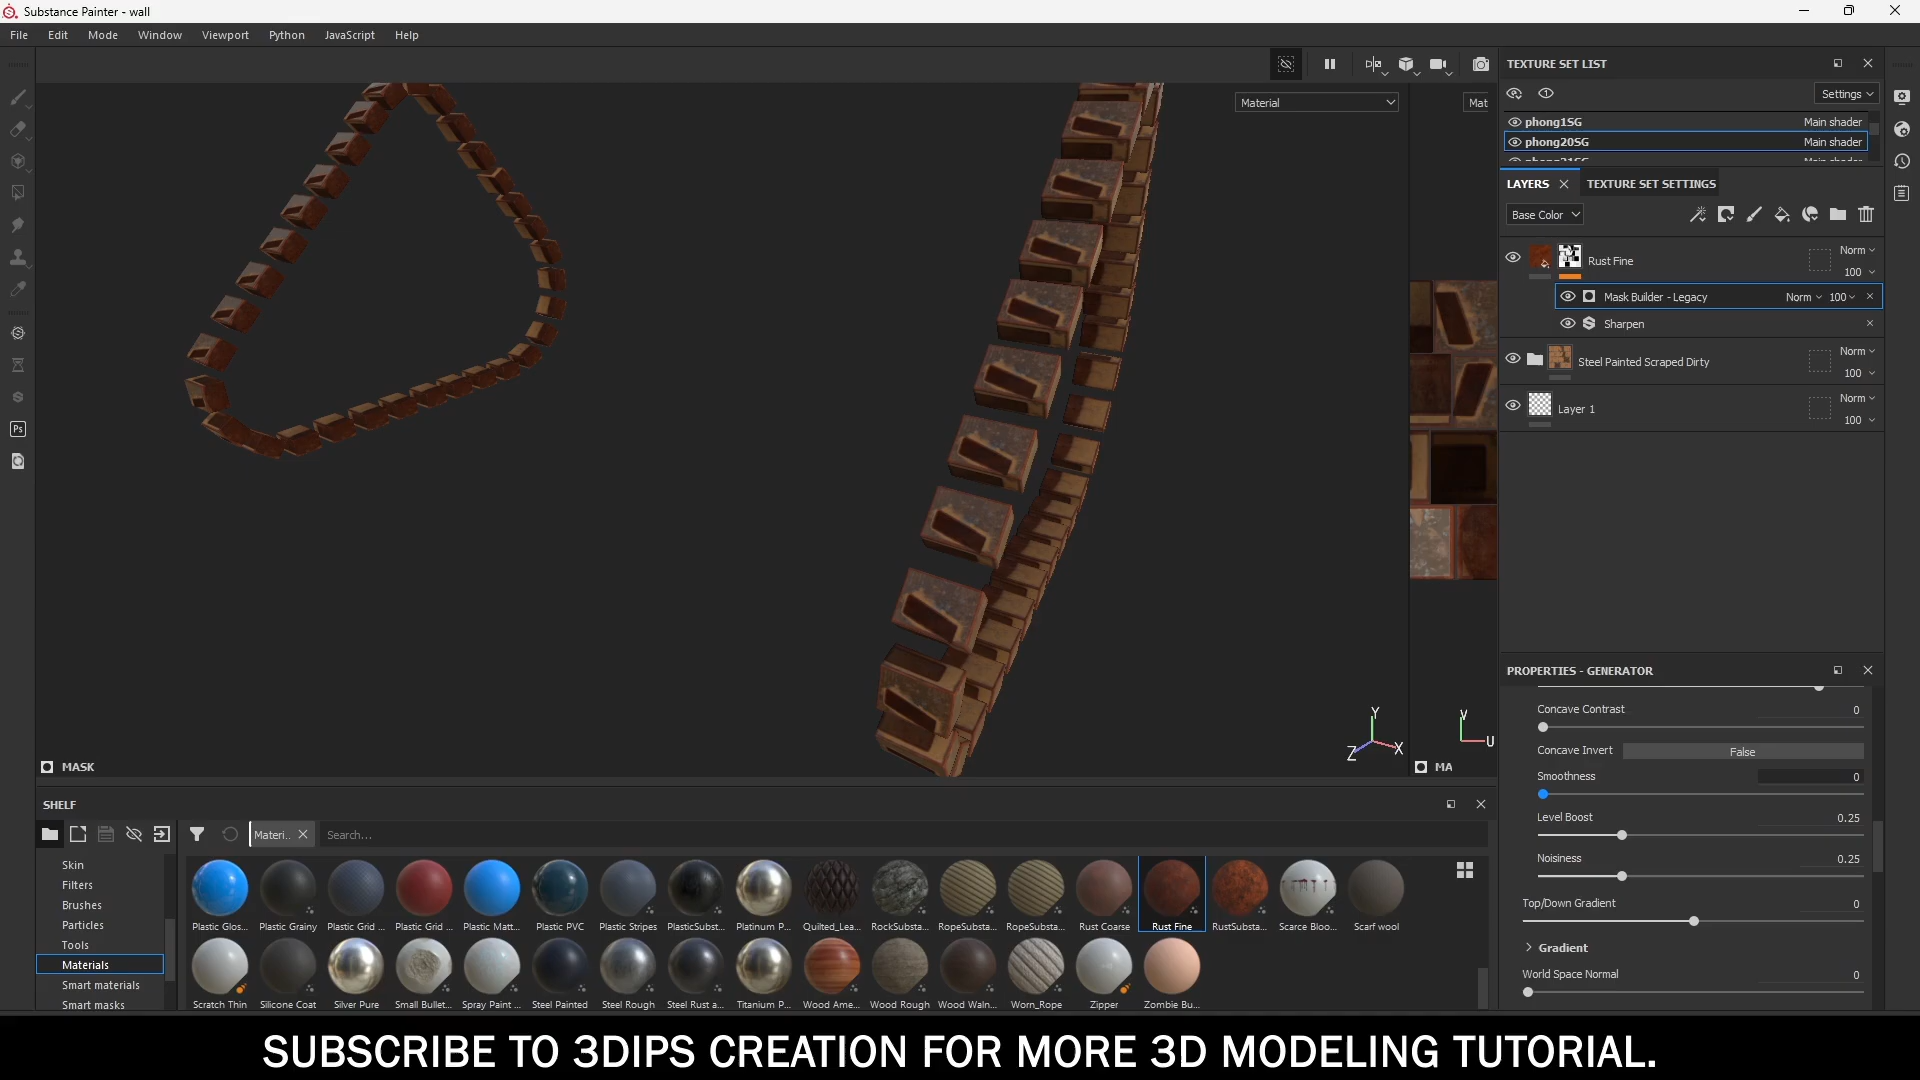 Substance Painter - wall
File Edit Mode Window Viewport Python JavaScript Help
Material
Mat
TEXTURE SET LIST
Settings
phong1SG Main shader
phong20SG Main shader
LAYERS TEXTURE SET SETTINGS
Base Color
Rust Fine Norm 100
Mask Builder - Legacy Norm 100
Sharpen
Steel Painted Scraped Dirty Norm 100
Layer 1 Norm 100
Ps
PROPERTIES - GENERATOR
Concave Contrast 0
Concave Invert False
Smoothness 0
Level Boost 0.25
Noisiness 0.25
Top/Down Gradient 0
Gradient
World Space Normal 0
Y
Z X
V
U
MASK
MA
SHELF
Materi..
Search...
Skin
Filters
Brushes
Particles
Tools
Materials
Smart materials
Smart masks
Plastic Glos... Plastic Grainy Plastic Grid ... Plastic Grid ... Plastic Matt... Plastic PVC Plastic Stripes PlasticSubst... Platinum P... Quilted_Lea... RockSubsta... RopeSubsta... RopeSubsta... Rust Coarse Rust Fine RustSubsta... Scarce Bloo... Scarf wool
Scratch Thin Silicone Coat Silver Pure Small Bullet... Spray Paint ... Steel Painted Steel Rough Steel Rust a... Titanium P... Wood Ame... Wood Rough Wood Waln... Worn_Rope Zipper Zombie Bu...
SUBSCRIBE TO 3DIPS CREATION FOR MORE 3D MODELING TUTORIAL.